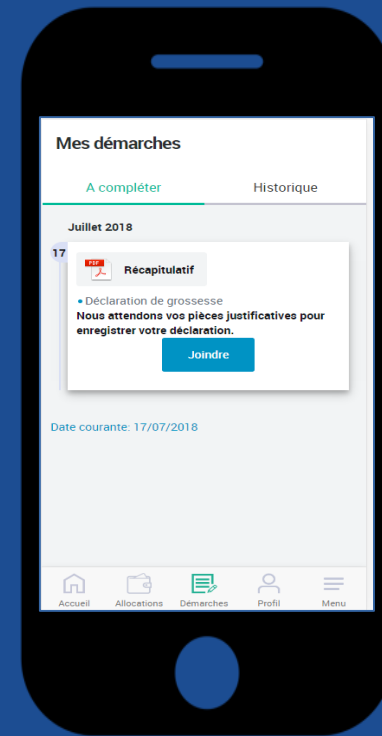 Mes démarches
A compléter
Historique
Juillet 2018
17
PDF
Récapitulatif
• Déclaration de grossesse
Nous attendons vos pièces justificatives pour
enregistrer votre déclaration.
Joindre
Date courante: 17/07/2018
Accueil
Allocations
Démarches
Profil
Menu